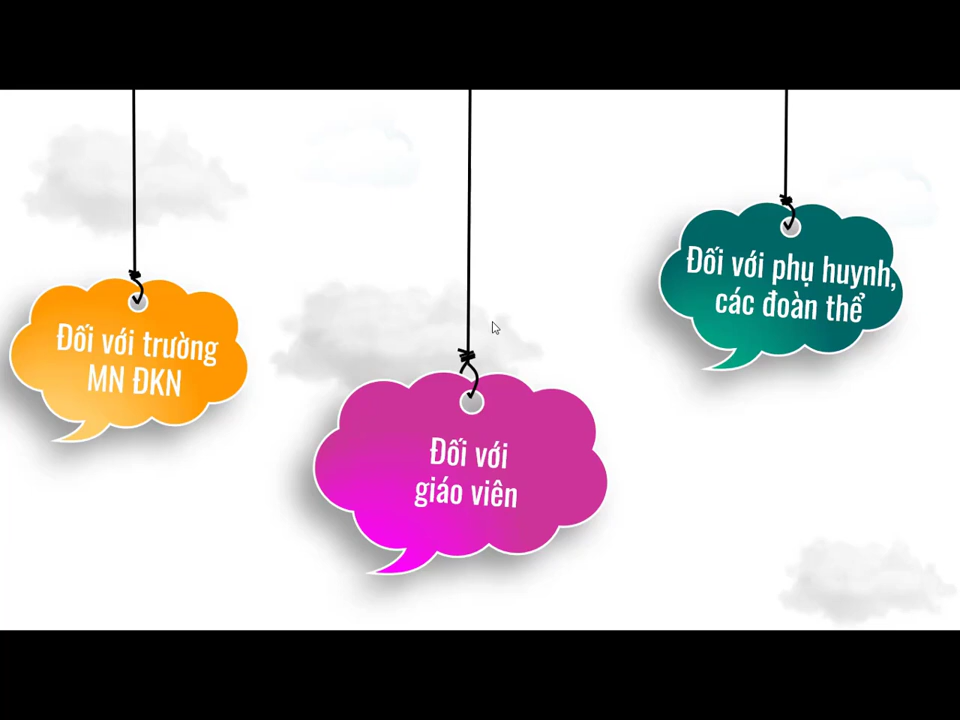 Đối với trường
MN ĐKN
Đối với
giáo viên
Đối với phụ huynh,
các đoàn thể